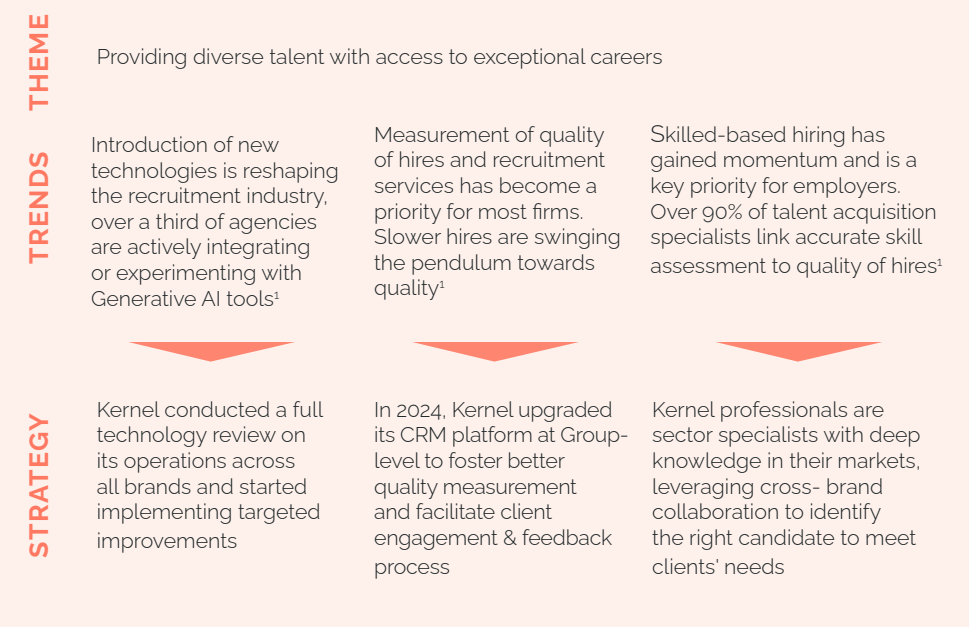 THEME
Providing diverse talent with access to exceptional careers
TRENDS
Introduction of new
technologies is reshaping
the recruitment industry,
over a third of agencies
are actively integrating
or experimenting with
Generative AI tools¹
Measurement of quality
of hires and recruitment
services has become a
priority for most firms.
Slower hires are swinging
the pendulum towards
quality¹
Skilled-based hiring has
gained momentum and is a
key priority for employers.
Over 90% of talent acquisition
specialists link accurate skill
assessment to quality of hires¹
STRATEGY
Kernel conducted a full
technology review on
its operations across
all brands and started
implementing targeted
improvements
In 2024, Kernel upgraded
its CRM platform at Group-
level to foster better
quality measurement
and facilitate client
engagement & feedback
process
Kernel professionals are
sector specialists with deep
knowledge in their markets,
leveraging cross- brand
collaboration to identify
the right candidate to meet
clients' needs